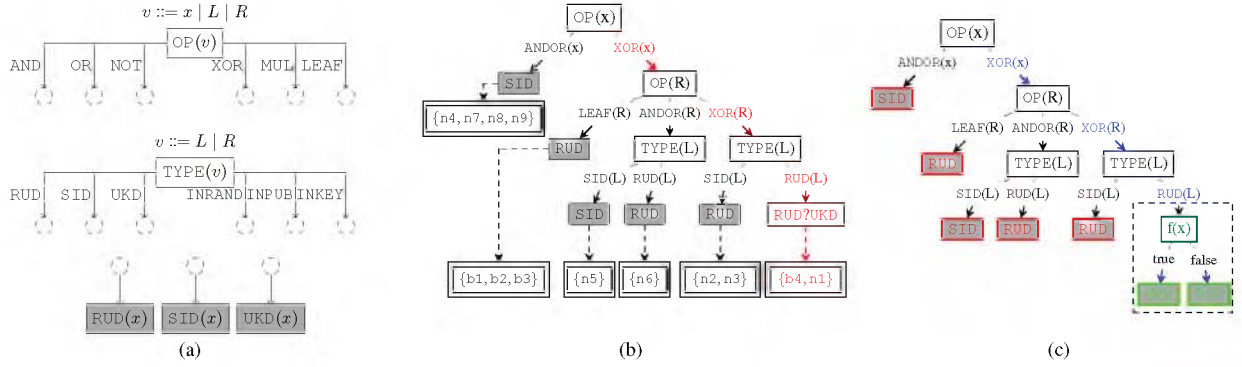 v ::= x | L | R
OP(v)
AND OR NOT XOR MUL LEAF
v ::= L | R
TYPE(v)
RUD SID UKD INRAND INPUB INKEY
RUD(x) SID(x) UKD(x)
(a)
OP(x)
ANDOR(x) XOR(x)
SID OP(R)
{n4,n7,n8,n9}
LEAF(R) ANDOR(R) XOR(R)
RUD TYPE(L) TYPE(L)
SID(L) RUD(L) SID(L) RUD(L)
SID RUD RUD RUD?UKD
{b1,b2,b3} {n5} {n6} {n2,n3} {b4,n1}
(b)
OP(x)
ANDOR(x) XOR(x)
SID OP(R)
LEAF(R) ANDOR(R) XOR(R)
RUD TYPE(L) TYPE(L)
SID(L) RUD(L) SID(L) RUD(L)
SID RUD RUD f(x)
true false
(c)